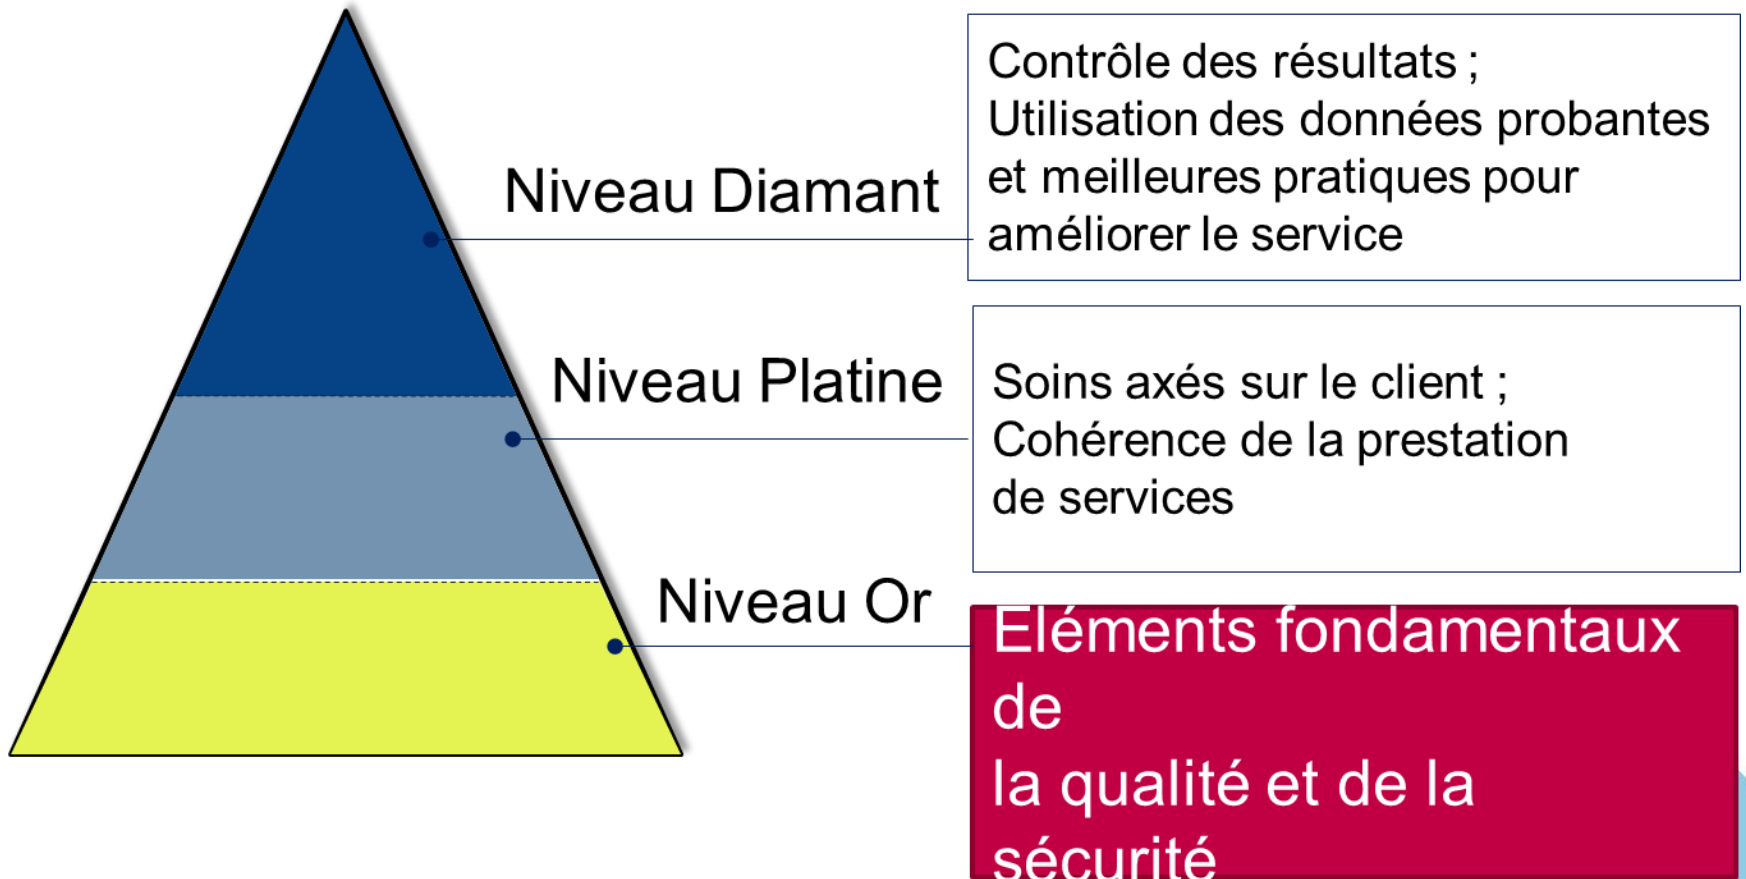 Niveau Diamant
Contrôle des résultats ;
Utilisation des données probantes
et meilleures pratiques pour
améliorer le service
Niveau Platine
Soins axés sur le client ;
Cohérence de la prestation
de services
Niveau Or
Eléments fondamentaux
de
la qualité et de la
sécurité